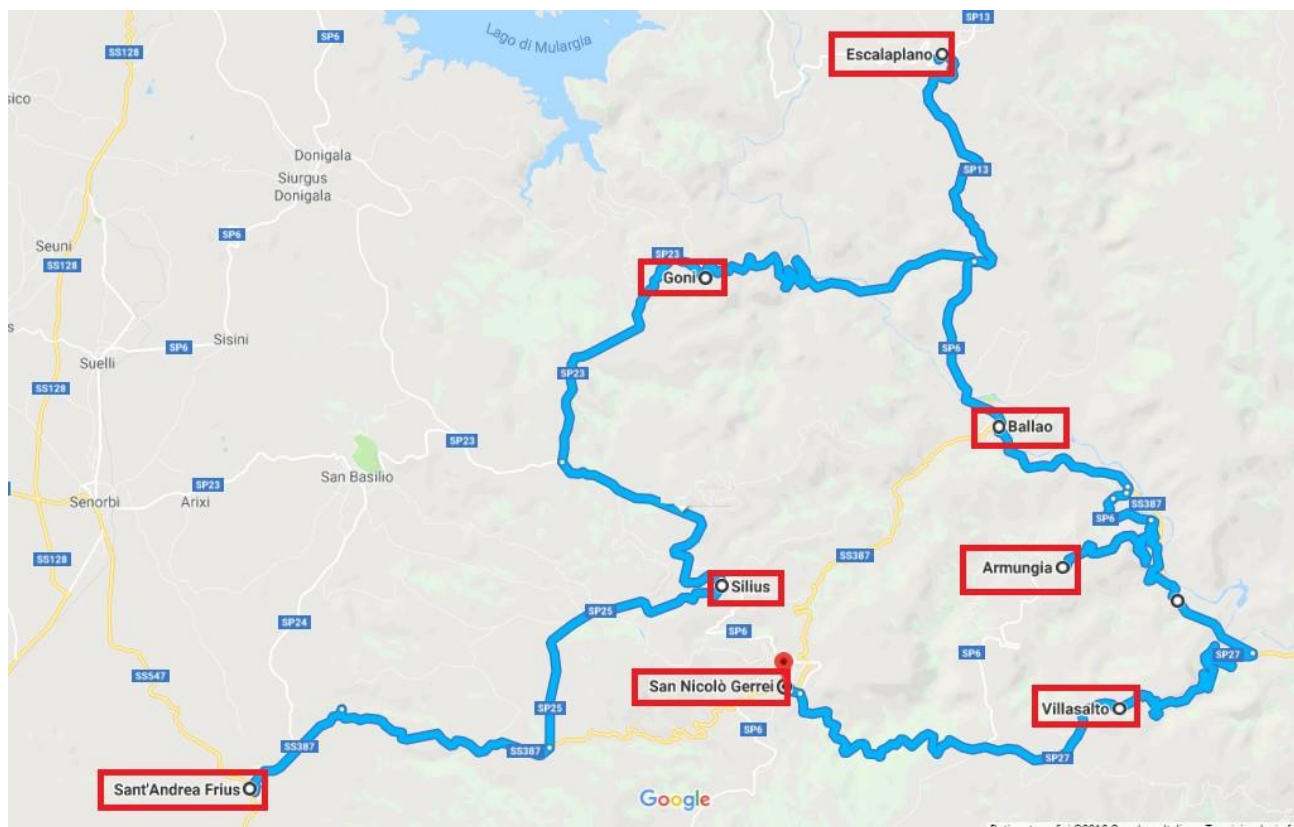 SP13
SS128
SP6
Lago di Mulargia
Escalaplano
sico
Donigala
Siurgus
Donigala
SP13
SP6
Seuni
SS128
SP23
Goni
s
SP6
Sisini
Suelli
SP6
SP23
SS128
SP23
Ballao
San Basilio
SP23
Senorbì
Arixi
SS387
SP6
SS128
SS387
Armungia
Silius
SP25
SP24
SP6
SP6
SP27
SS547
San Nicolò Gerrei
SP25
Villasalto
SP6
SS387
SS387
SP27
Sant'Andrea Frius
Google